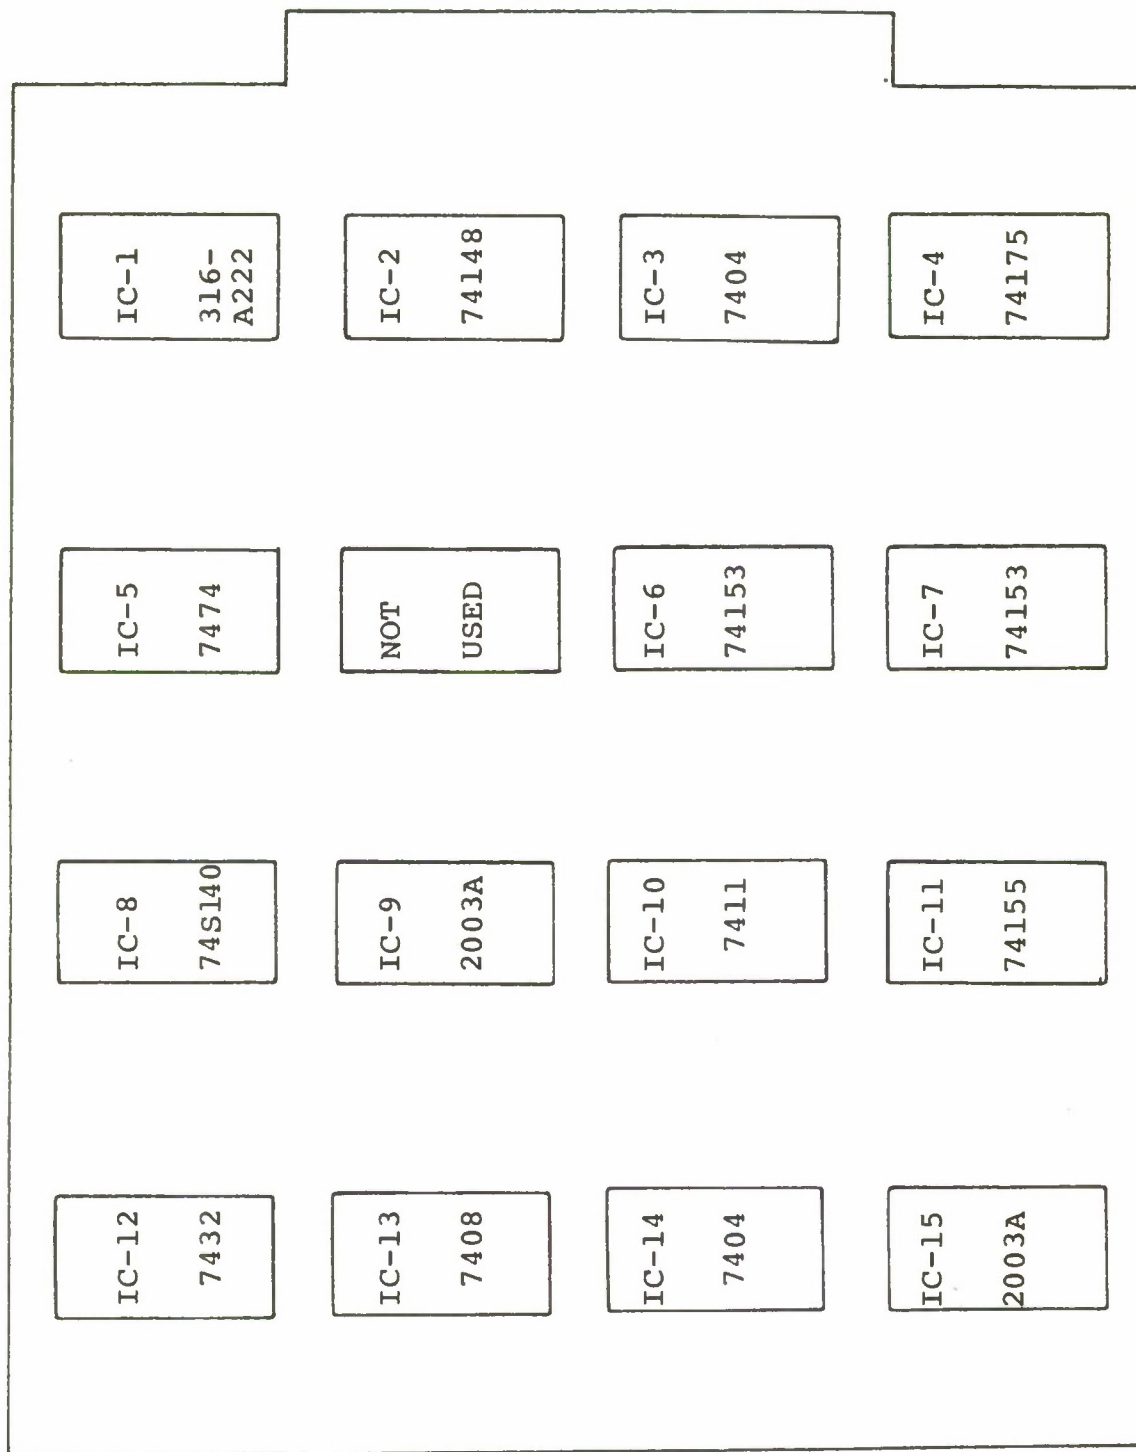 IC-1
316-
A222
IC-2
74148
IC-3
7404
IC-4
74175
IC-5
7474
NOT
USED
IC-6
74153
IC-7
74153
IC-8
74S140
IC-9
2003A
IC-10
7411
IC-11
74155
IC-12
7432
IC-13
7408
IC-14
7404
IC-15
2003A